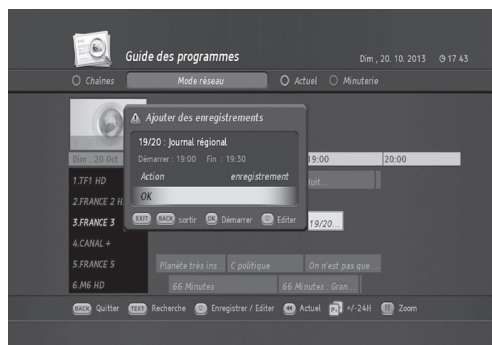 Guide des programmes
Dim , 20. 10. 2013 17 43
Chaînes Mode réseau Actuel Minuterie
Ajouter des enregistrements
19/20 : Journal régional
Démarrer : 19:00 Fin : 19:30
Action enregistrement
OK
EXIT BACK sortir OK Démarrer Editer
Dim . 20 Oct 19:00 20:00
1.TF1 HD
2.FRANCE 2 H
3.FRANCE 3 19/20...
4.CANAL +
5.FRANCE 5 Planète très ins... C politique On n'est pas que ...
6.M6 HD 66 Minutes 66 Minutes : Gran...
BACK Quitter TEXT Recherche Enregistrer / Editer Actuel +/-24H Zoom